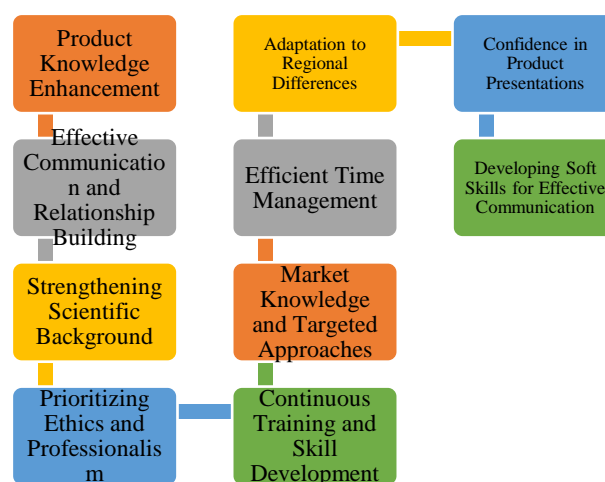 Product
Knowledge
Enhancement
Effective
Communicatio
n and
Relationship
Building
Strengthening
Scientific
Background
Prioritizing
Ethics and
Professionalis
m
Continuous
Training and
Skill
Development
Market
Knowledge
and Targeted
Approaches
Efficient Time
Management
Adaptation to
Regional
Differences
Confidence in
Product
Presentations
Developing Soft
Skills for Effective
Communication